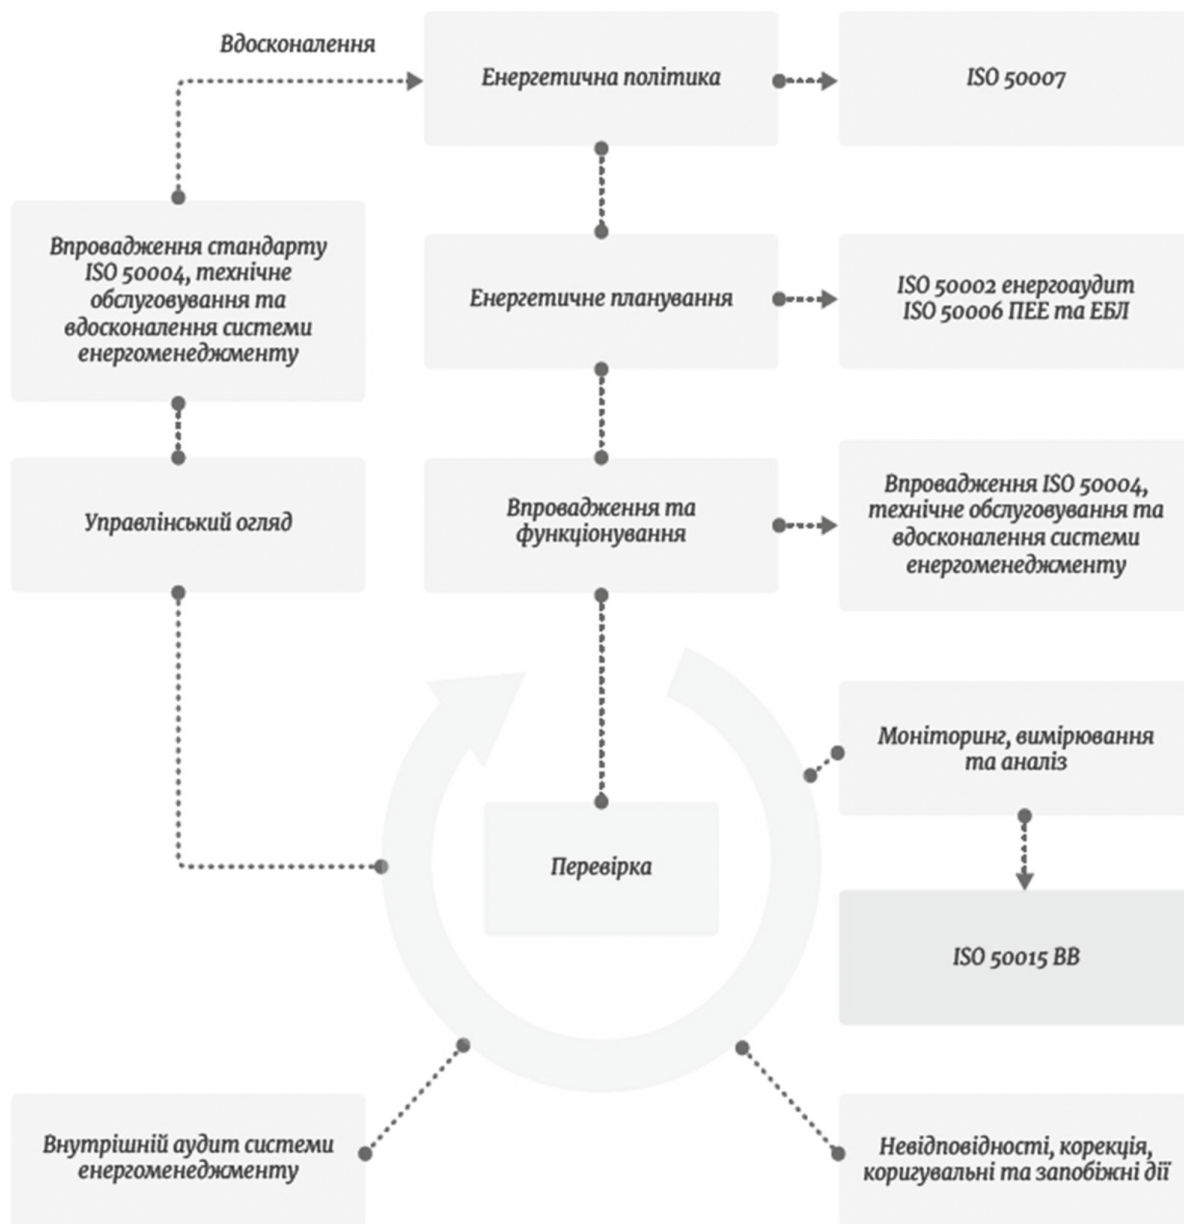 Вдосконалення
Енергетична політика
ISO 50007
Впровадження стандарту
ISO 50004, технічне
обслуговування та
вдосконалення системи
енергоменеджменту
Енергетичне планування
ISO 50002 енергоаудит
ISO 50006 ПЕЕ та ЕБЛ
Управлінський огляд
Впровадження та
функціонування
Впровадження ISO 50004,
технічне обслуговування та
вдосконалення системи
енергоменеджменту
Моніторинг, вимірювання
та аналіз
Перевірка
ISO 50015 ВВ
Внутрішній аудит системи
енергоменеджменту
Невідповідності, корекція,
коригувальні та запобіжні дії